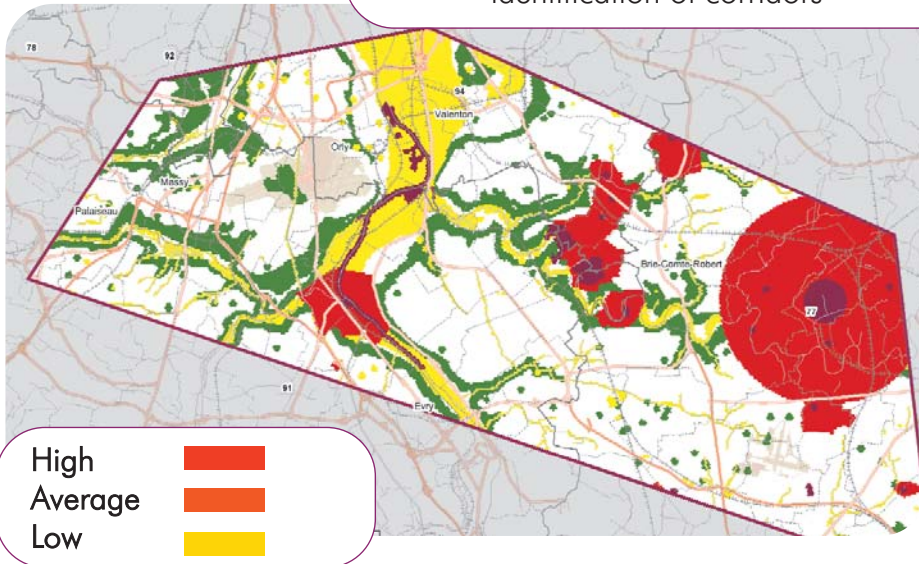 identification of corridors
78
92
94
Valenton
Orly
Massy
Palaiseau
Brie-Comte-Robert
77
91
Evry
High
Average
Low